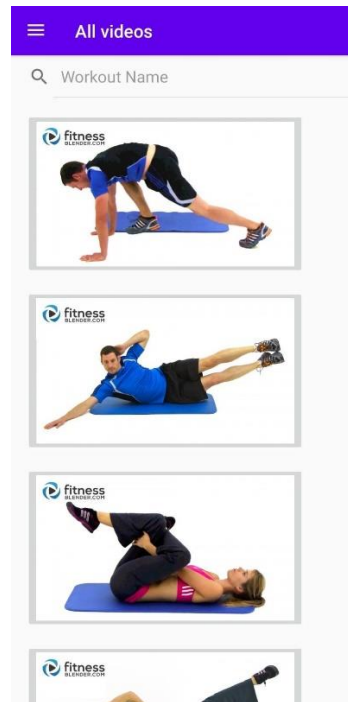 All videos
Workout Name
fitness
BLENDER.COM
fitness
BLENDER.COM
fitness
BLENDER.COM
fitness
BLENDER.COM